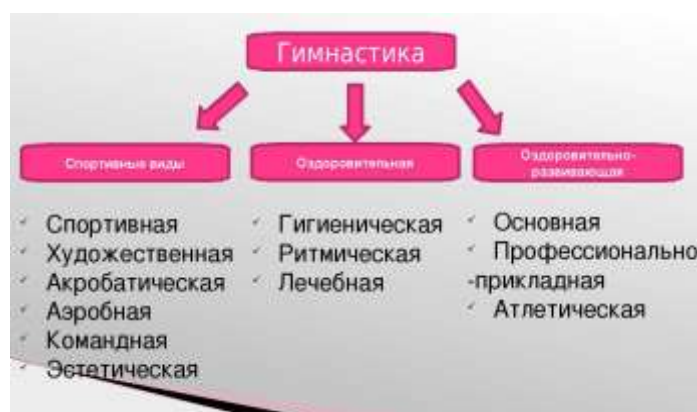 Гимнастика
Спортивные виды
Оздоровительная
Оздоровительно-
развивающая
Спортивная
Художественная
Акробатическая
Аэробная
Командная
Эстетическая
Гигиеническая
Ритмическая
Лечебная
Основная
Профессионально
-прикладная
Атлетическая